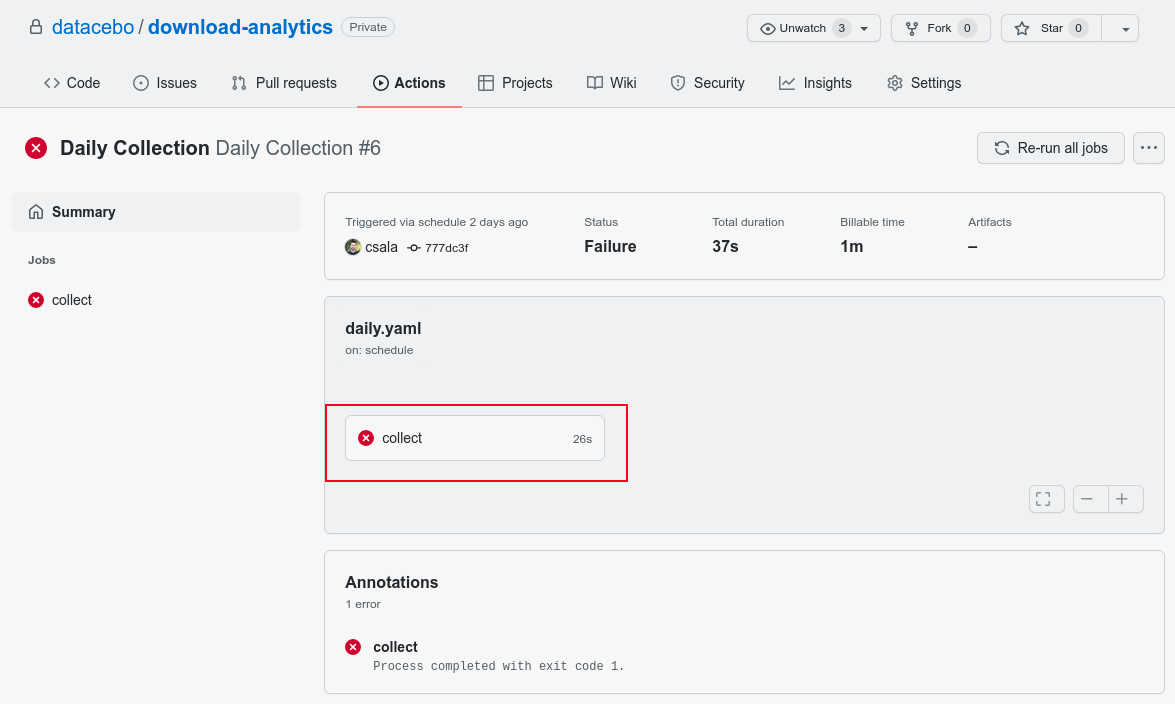 datacebo / download-analytics Private Unwatch 3 Fork 0 Star 0
Code Issues Pull requests Actions Projects Wiki Security Insights Settings
Daily Collection Daily Collection #6 Re-run all jobs
Summary
Jobs
collect
Triggered via schedule 2 days ago Status Total duration Billable time Artifacts
csala 777dc3f Failure 37s 1m –
daily.yaml
on: schedule
collect 26s
Annotations
1 error
collect
Process completed with exit code 1.